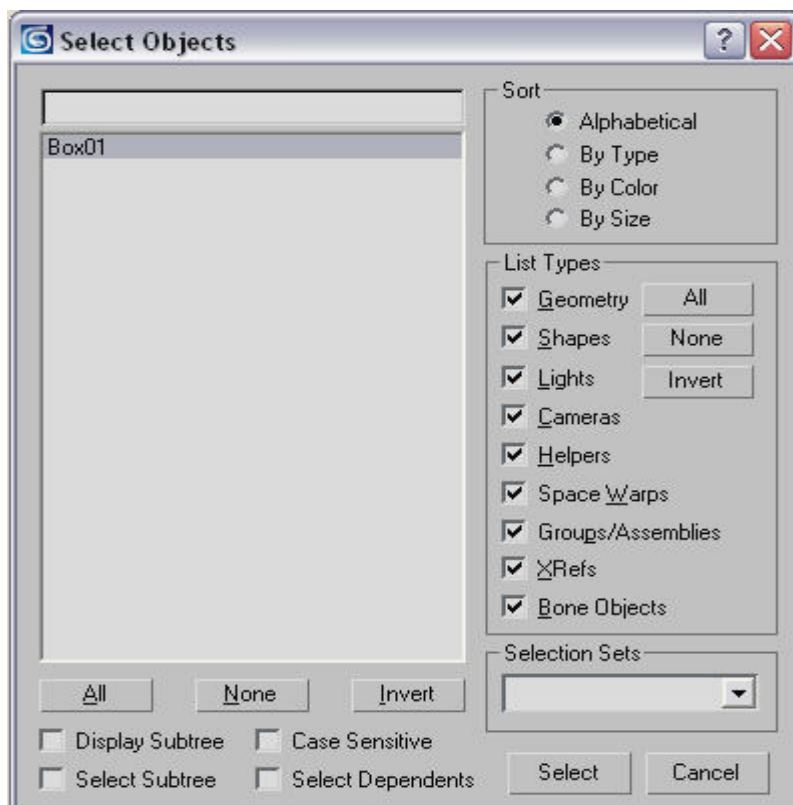 Select Objects
Box01
Sort
Alphabetical
By Type
By Color
By Size
List Types
Geometry All
Shapes None
Lights Invert
Cameras
Helpers
Space Warps
Groups/Assemblies
XRefs
Bone Objects
Selection Sets
All None Invert
Display Subtree Case Sensitive
Select Subtree Select Dependents
Select Cancel